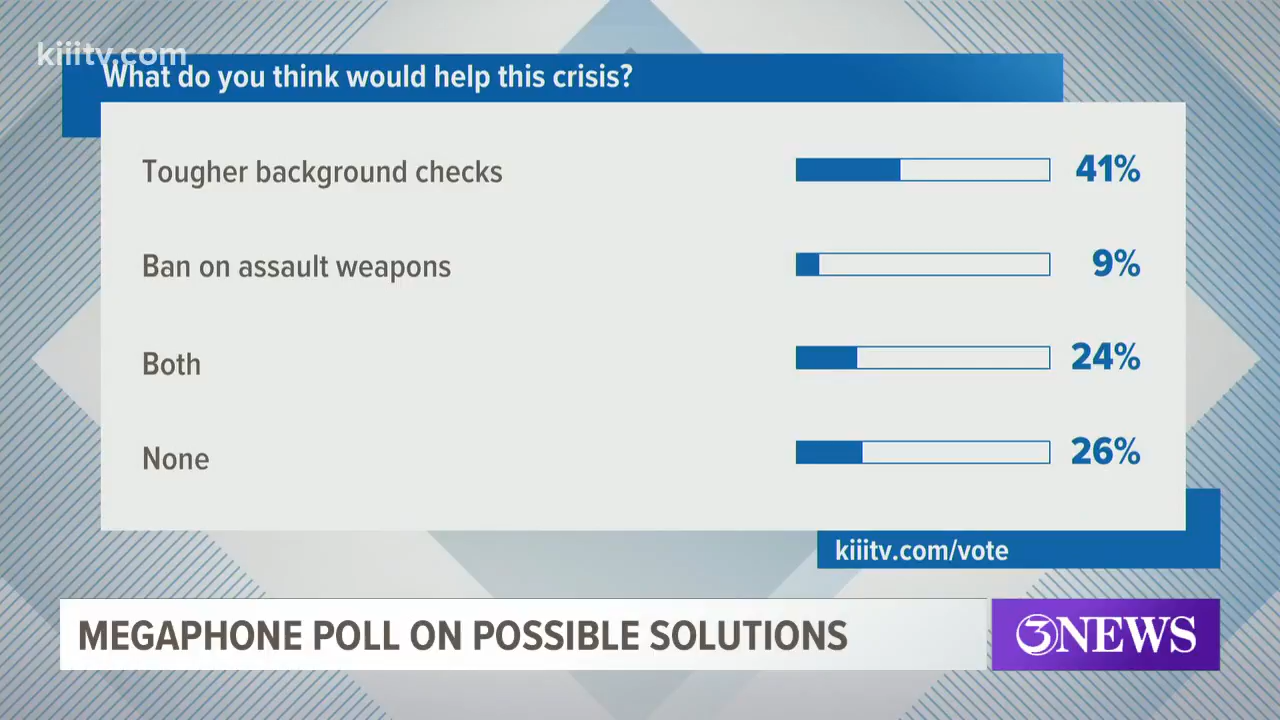 kiiitv.com
What do you think would help this crisis?
Tougher background checks 41%
Ban on assault weapons 9%
Both 24%
None 26%
kiiitv.com/vote
MEGAPHONE POLL ON POSSIBLE SOLUTIONS
3NEWS